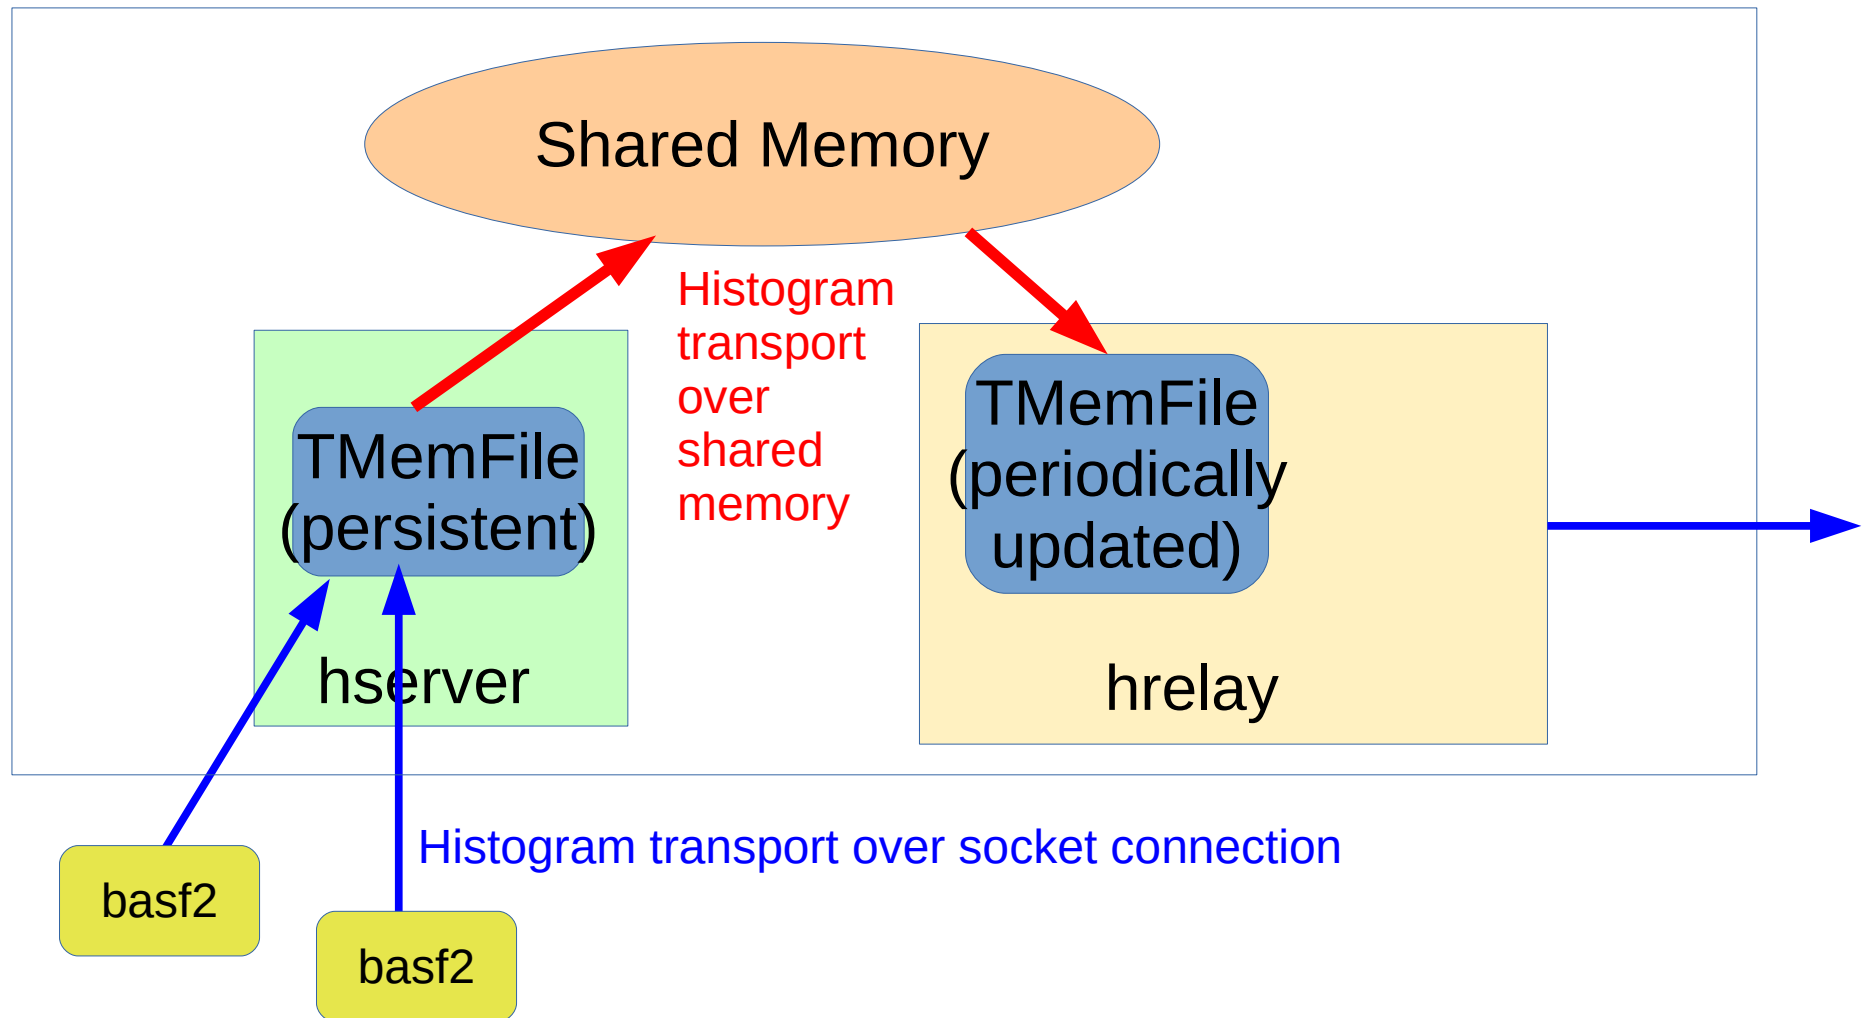 Shared Memory
Histogram
transport
over
shared
memory
TMemFile
(persistent)
hserver
TMemFile
(periodically
updated)
hrelay
Histogram transport over socket connection
basf2
basf2